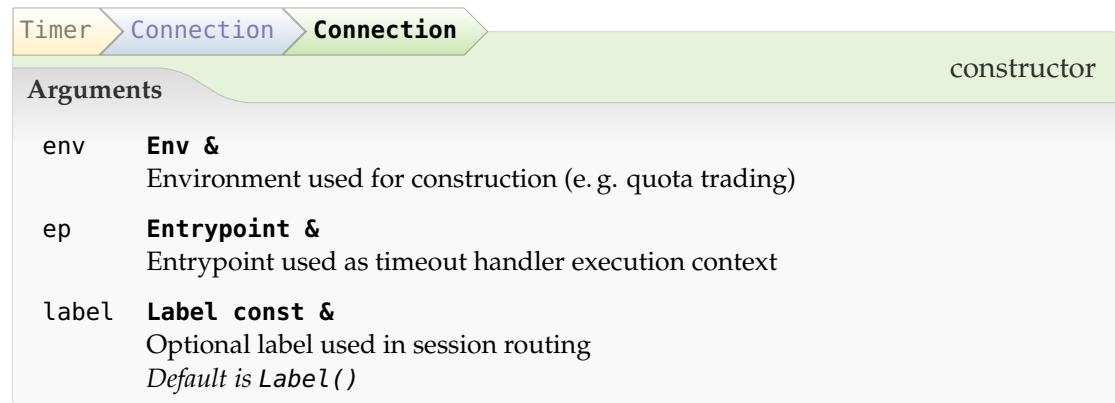 Timer Connection Connection
constructor
Arguments
env Env &
Environment used for construction (e. g. quota trading)
ep Entrypoint &
Entrypoint used as timeout handler execution context
label Label const &
Optional label used in session routing
Default is Label()